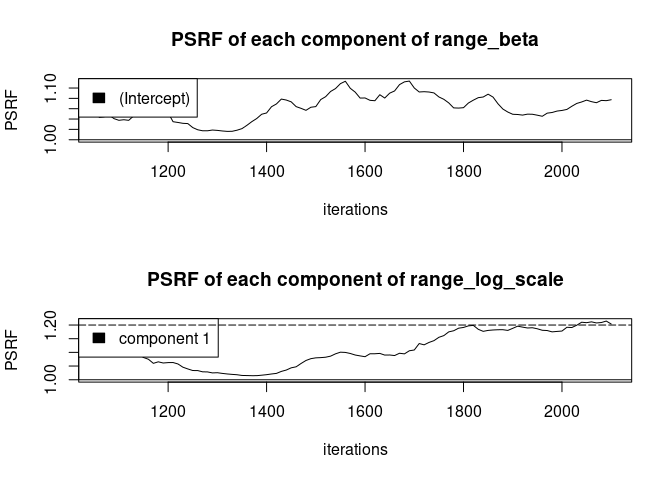 PSRF of each component of range_beta
PSRF
1.10
1.00
(Intercept)
1200 1400 1600 1800 2000
iterations
PSRF of each component of range_log_scale
PSRF
1.20
1.00
component 1
1200 1400 1600 1800 2000
iterations